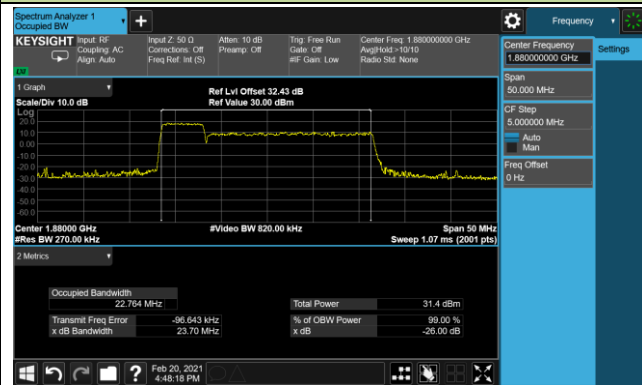 Spectrum Analyzer 1
Occupied BW
Frequency
KEYSIGHT
Input: RF
Coupling: AC
Align: Auto
Input Z: 50 Ω
Corrections: Off
Freq Ref: Int (S)
Atten: 10 dB
Preamp: Off
Trig: Free Run
Gate: Off
#IF Gain: Low
Center Freq: 1.880000000 GHz
Avg|Hold:>10/10
Radio Std: None
LXI
Center Frequency
1.880000000 GHz
Settings
Span
50.000 MHz
CF Step
5.000000 MHz
Auto
Man
Freq Offset
0 Hz
1 Graph
Scale/Div 10.0 dB
Ref Lvl Offset 32.43 dB
Ref Value 30.00 dBm
Log
20.0
10.0
0.00
-10.0
-20.0
-30.0
-40.0
-50.0
-60.0
Center 1.88000 GHz
#Video BW 820.00 kHz
Span 50 MHz
#Res BW 270.00 kHz
Sweep 1.07 ms (2001 pts)
2 Metrics
Occupied Bandwidth
22.764 MHz
Total Power
31.4 dBm
Transmit Freq Error
-96.643 kHz
% of OBW Power
99.00 %
x dB Bandwidth
23.70 MHz
x dB
-26.00 dB
?
Feb 20, 2021
4:48:18 PM